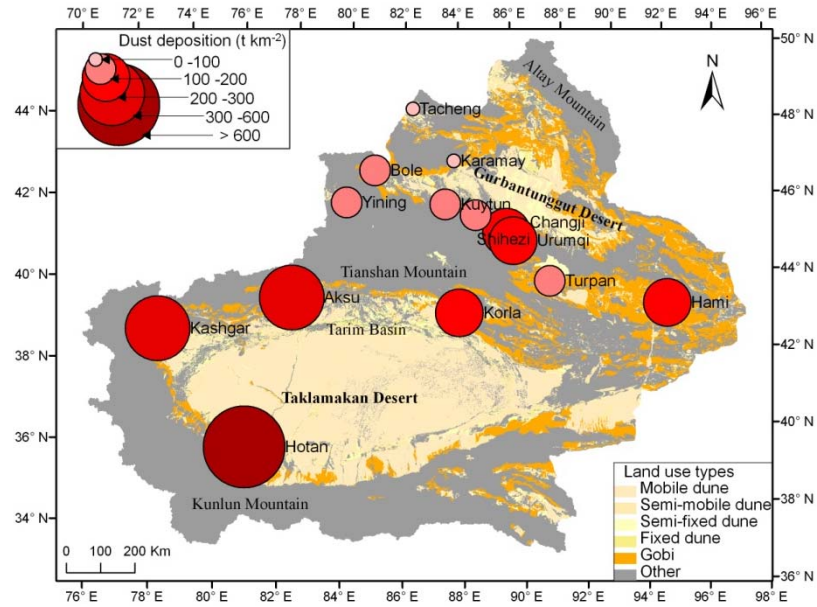 70° E 72° E 74° E 76° E 78° E 80° E 82° E 84° E 86° E 88° E 90° E 92° E 94° E 96° E
Dust deposition (t km-2)
0 -100
100 -200
200 -300
300 -600
> 600
N
50° N
48° N
46° N
44° N
42° N
40° N
38° N
36° N
44° N
42° N
40° N
38° N
36° N
34° N
Altay Mountain
Tacheng
Karamay
Bole
Gurbantunggut Desert
Yining
Kuytun
Changji
Shihezi
Urumqi
Tianshan Mountain
Turpan
Aksu
Hami
Korla
Kashgar
Tarim Basin
Taklamakan Desert
Hotan
Kunlun Mountain
Land use types
Mobile dune
Semi-mobile dune
Semi-fixed dune
Fixed dune
Gobi
Other
0 100 200 Km
76° E 78° E 80° E 82° E 84° E 86° E 88° E 90° E 92° E 94° E 96° E 98° E